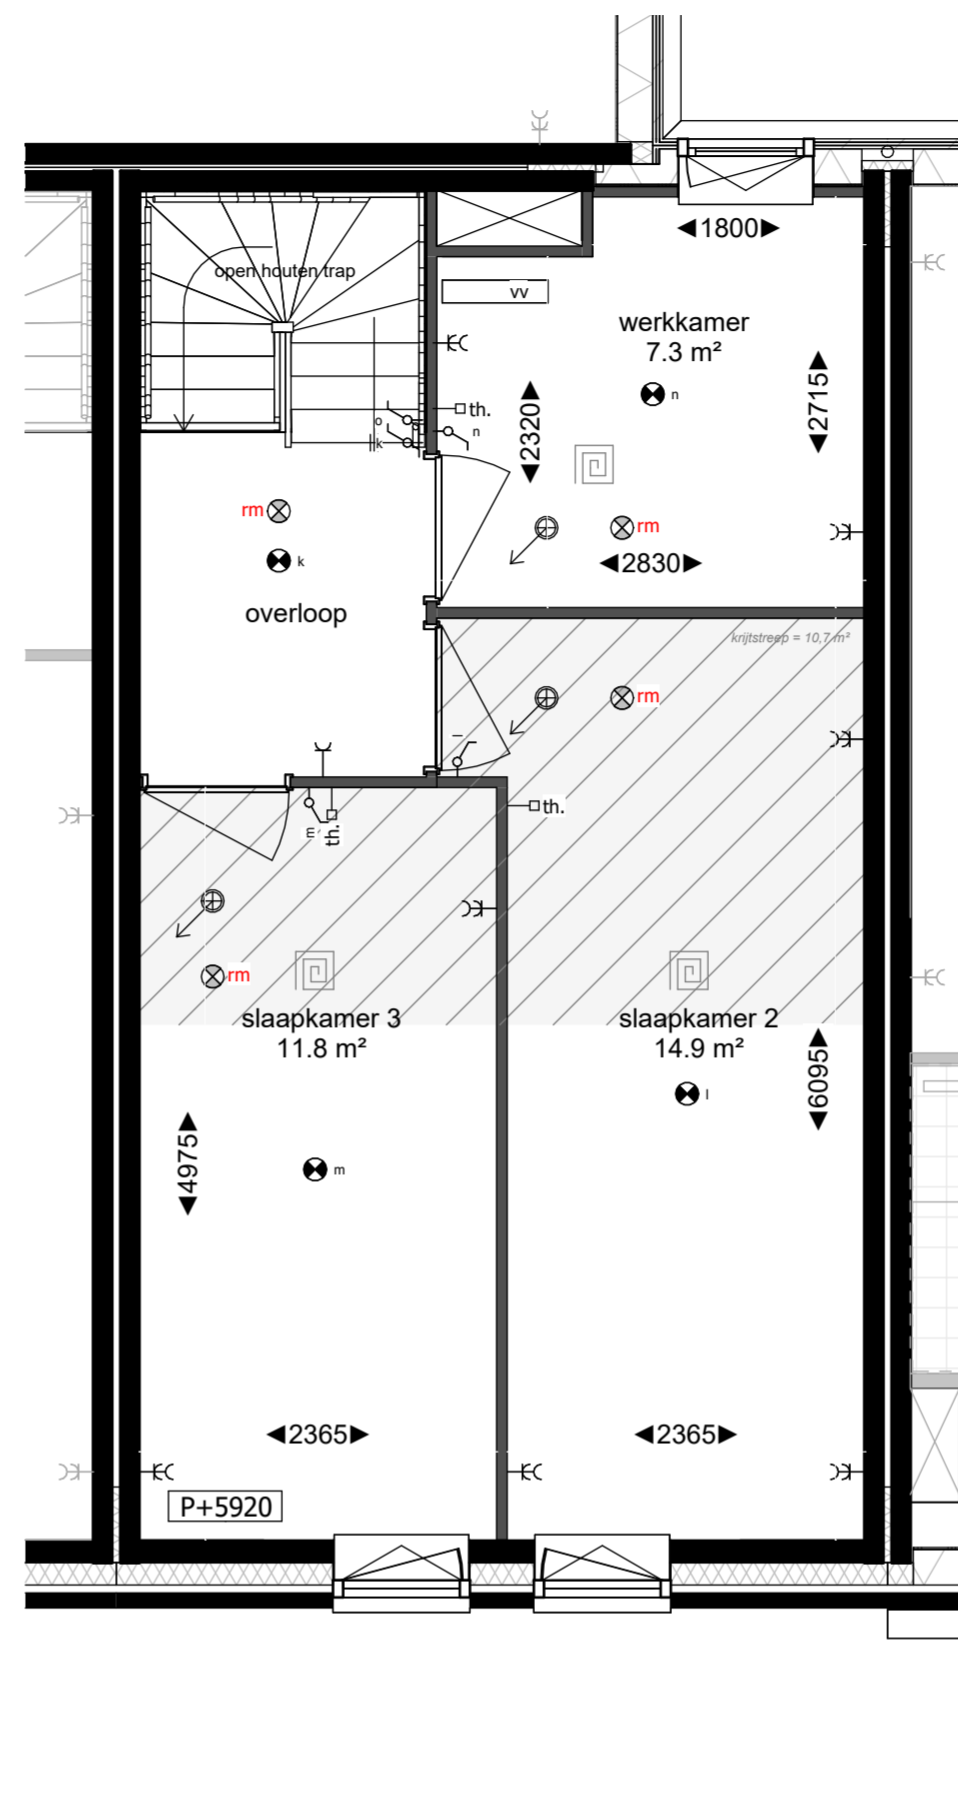 open houten trap
1800
vv
werkkamer
7.3 m²
n
2715
2320
th.
o
n
k
rm
k
rm
2830
overloop
krijtstreep = 10,7 m²
rm
l
th.
m
th.
rm
slaapkamer 3
11.8 m²
slaapkamer 2
14.9 m²
6095
l
4975
m
2365
2365
P+5920